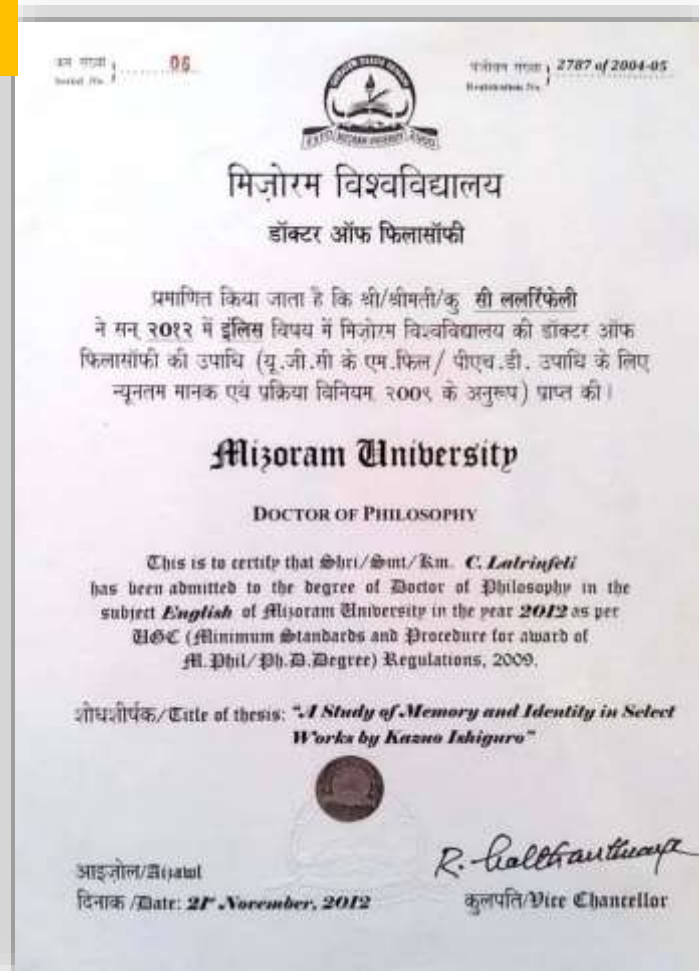 क्रम संख्या
Serial No.
06
पंजीयन संख्या
Registration No.
2787 of 2004-05
MIZORAM UNIVERSITY 2000
मिज़ोरम विश्वविद्यालय
डॉक्टर ऑफ फिलासॉफी
प्रमाणित किया जाता है कि श्री/श्रीमती/कु सी ललरिंफेली
ने सन् २०१२ में इंलिस विषय में मिजोरम विश्वविद्यालय की डॉक्टर ऑफ
फिलासॉफी की उपाधि (यू.जी.सी के एम.फिल/ पीएच.डी. उपाधि के लिए
न्यूनतम मानक एवं प्रक्रिया विनियम, २००९ के अनुरूप) प्राप्त की।
Mizoram University
DOCTOR OF PHILOSOPHY
This is to certify that Shri/Smt/Km. C. Lalrinfeli
has been admitted to the degree of Doctor of Philosophy in the
subject English of Mizoram University in the year 2012 as per
UGC (Minimum Standards and Procedure for award of
M.Phil/Ph.D.Degree) Regulations, 2009.
शोधशीर्षक/Title of thesis: "A Study of Memory and Identity in Select
Works by Kazuo Ishiguro"
आइज़ोल/Aizawl
दिनाक /Date: 21st November, 2012
कुलपति/Vice Chancellor